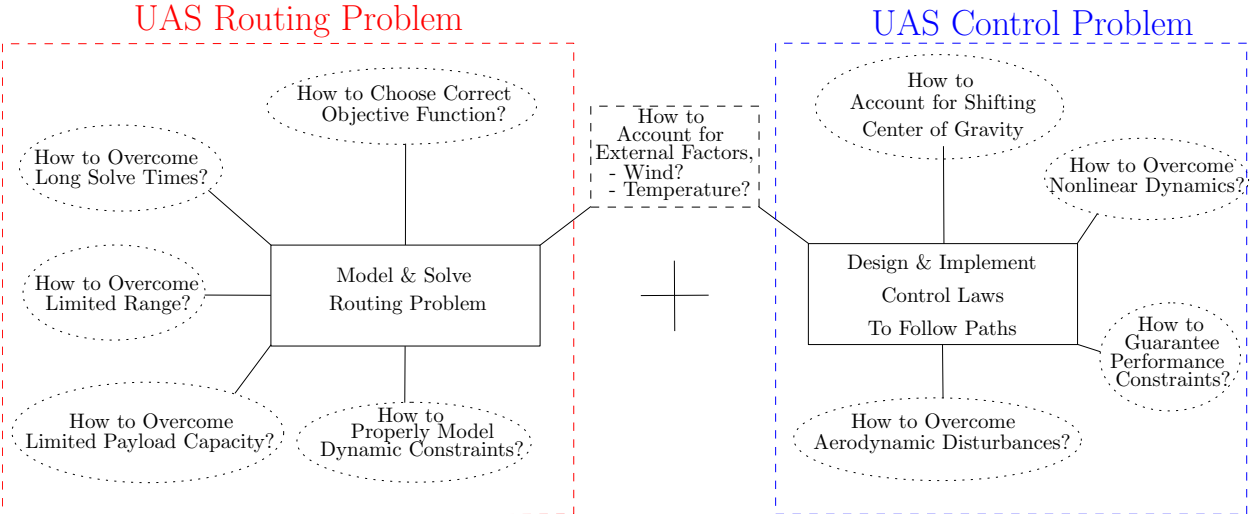 UAS Routing Problem
How to Choose Correct
Objective Function?
How to Overcome
Long Solve Times?
How to Overcome
Limited Range?
Model & Solve
Routing Problem
How to Overcome
Limited Payload Capacity?
How to
Properly Model
Dynamic Constraints?
How to
Account for
External Factors,
- Wind?
- Temperature?
UAS Control Problem
How to
Account for Shifting
Center of Gravity
How to Overcome
Nonlinear Dynamics?
Design & Implement
Control Laws
To Follow Paths
How to
Guarantee
Performance
Constraints?
How to Overcome
Aerodynamic Disturbances?